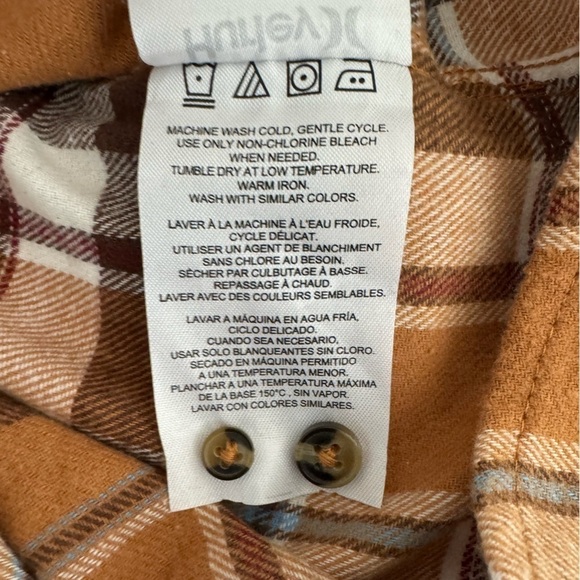 Hurley
MACHINE WASH COLD, GENTLE CYCLE.
USE ONLY NON-CHLORINE BLEACH
WHEN NEEDED.
TUMBLE DRY AT LOW TEMPERATURE.
WARM IRON.
WASH WITH SIMILAR COLORS.
LAVER À LA MACHINE À L'EAU FROIDE,
CYCLE DÉLICAT.
UTILISER UN AGENT DE BLANCHIMENT
SANS CHLORE AU BESOIN.
SÉCHER PAR CULBUTAGE À BASSE.
REPASSAGE À CHAUD.
LAVER AVEC DES COULEURS SEMBLABLES.
LAVAR A MÁQUINA EN AGUA FRÍA,
CICLO DELICADO.
CUANDO SEA NECESARIO,
USAR SOLO BLANQUEANTES SIN CLORO.
SECADO EN MÁQUINA PERMITIDO
A UNA TEMPERATURA MENOR.
PLANCHAR A UNA TEMPERATURA MÁXIMA
DE LA BASE 150°C, SIN VAPOR.
LAVAR CON COLORES SIMILARES.